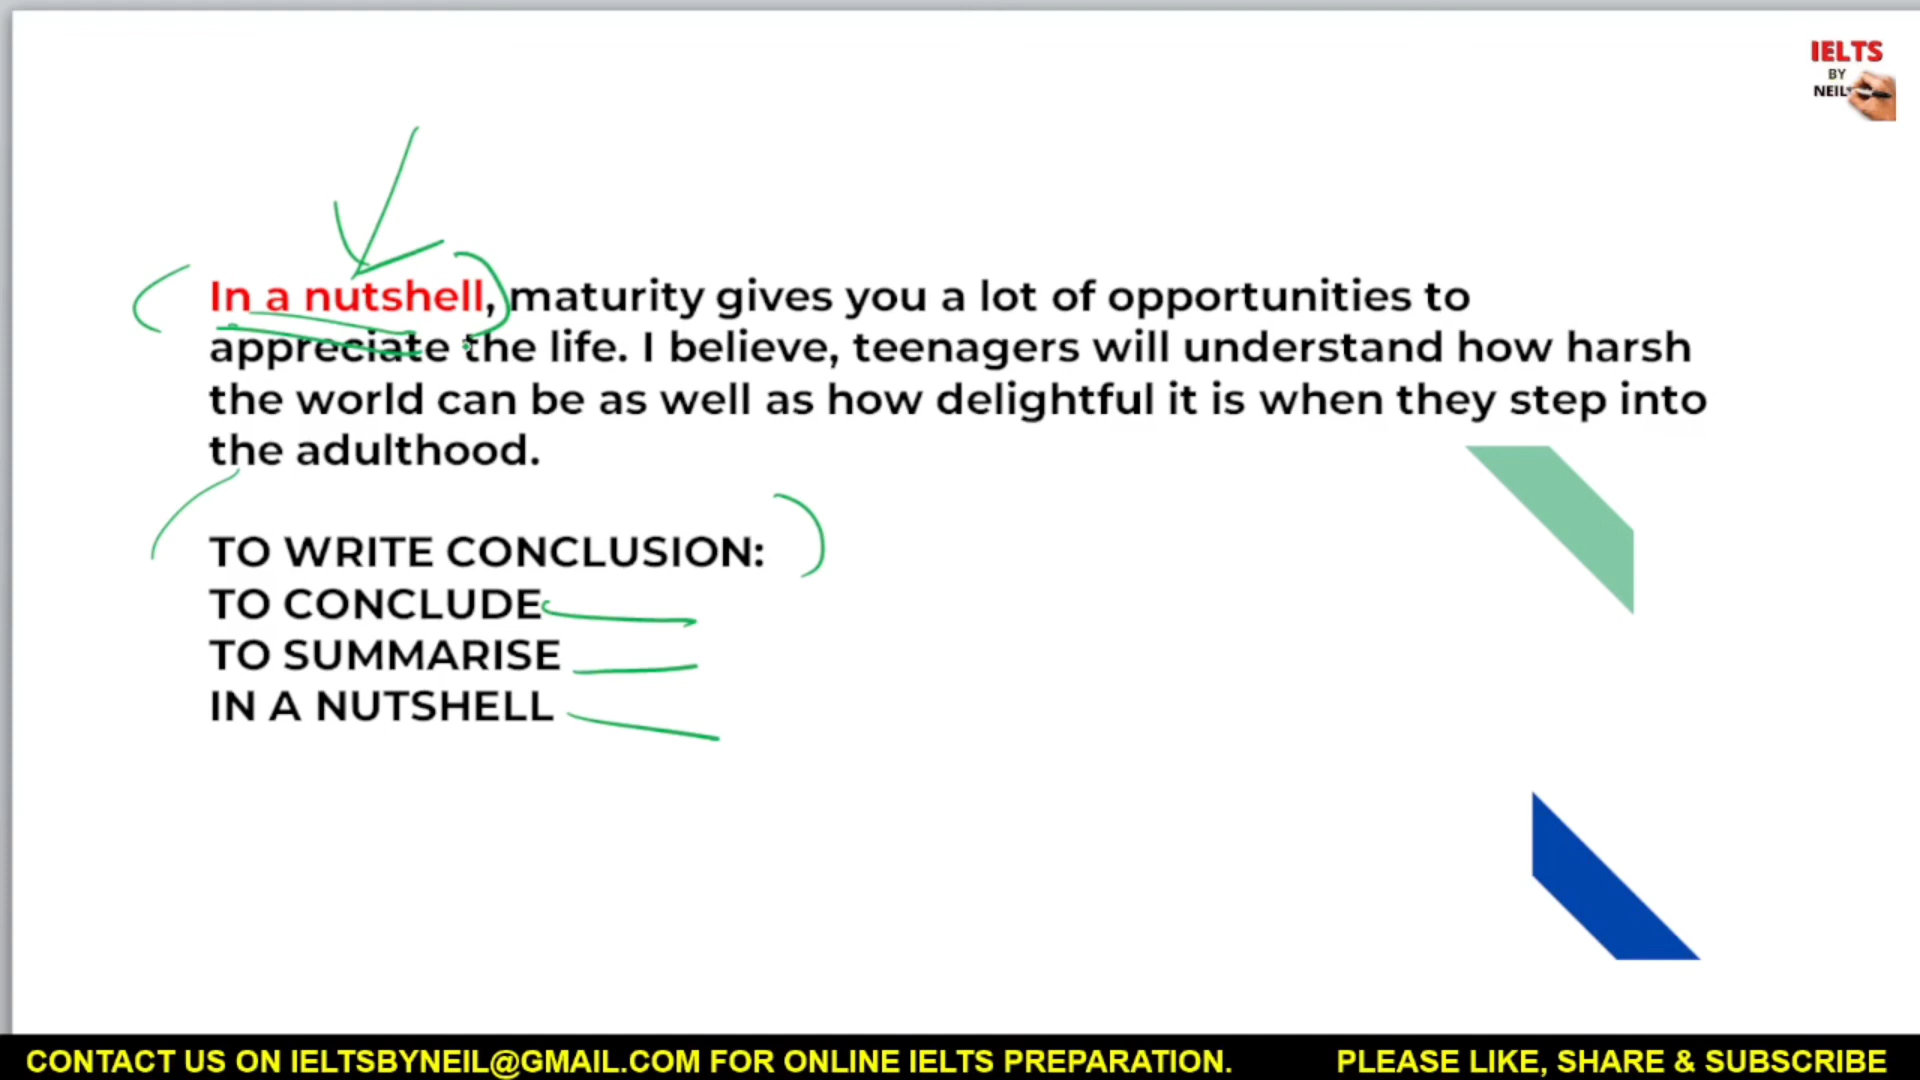 IELTS
BY
NEIL
In a nutshell, maturity gives you a lot of opportunities to
appreciate the life. I believe, teenagers will understand how harsh
the world can be as well as how delightful it is when they step into
the adulthood.
TO WRITE CONCLUSION:
TO CONCLUDE
TO SUMMARISE
IN A NUTSHELL
CONTACT US ON IELTSBYNEIL@GMAIL.COM FOR ONLINE IELTS PREPARATION. PLEASE LIKE, SHARE & SUBSCRIBE